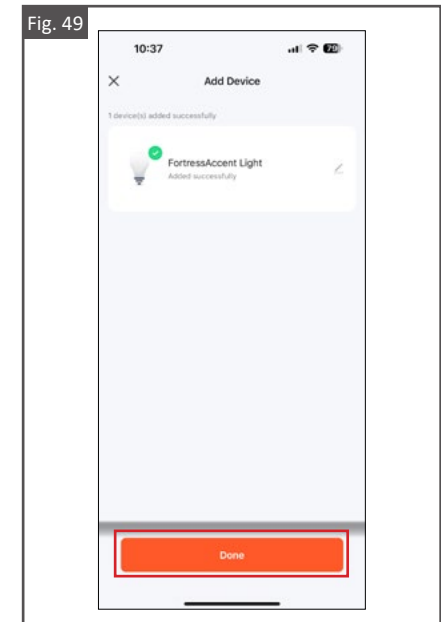 Fig. 49
10:37
79
Add Device
1 device(s) added successfully
FortressAccent Light
Added successfully
Done